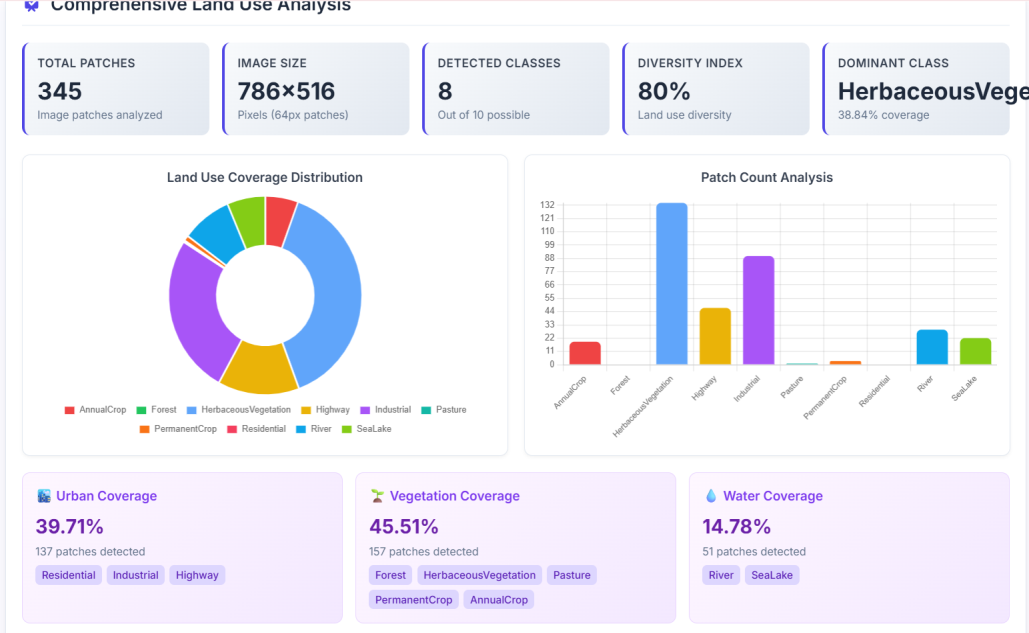 Comprehensive Land Use Analysis
TOTAL PATCHES
345
Image patches analyzed
IMAGE SIZE
786×516
Pixels (64px patches)
DETECTED CLASSES
8
Out of 10 possible
DIVERSITY INDEX
80%
Land use diversity
DOMINANT CLASS
HerbaceousVege
38.84% coverage
Land Use Coverage Distribution
AnnualCrop Forest HerbaceousVegetation Highway Industrial Pasture
PermanentCrop Residential River SeaLake
Patch Count Analysis
132
121
110
99
88
77
66
55
44
33
22
11
0
AnnualCrop
Forest
HerbaceousVegetation
Highway
Industrial
Pasture
PermanentCrop
Residential
River
SeaLake
Urban Coverage
39.71%
137 patches detected
Residential Industrial Highway
Vegetation Coverage
45.51%
157 patches detected
Forest HerbaceousVegetation Pasture
PermanentCrop AnnualCrop
Water Coverage
14.78%
51 patches detected
River SeaLake